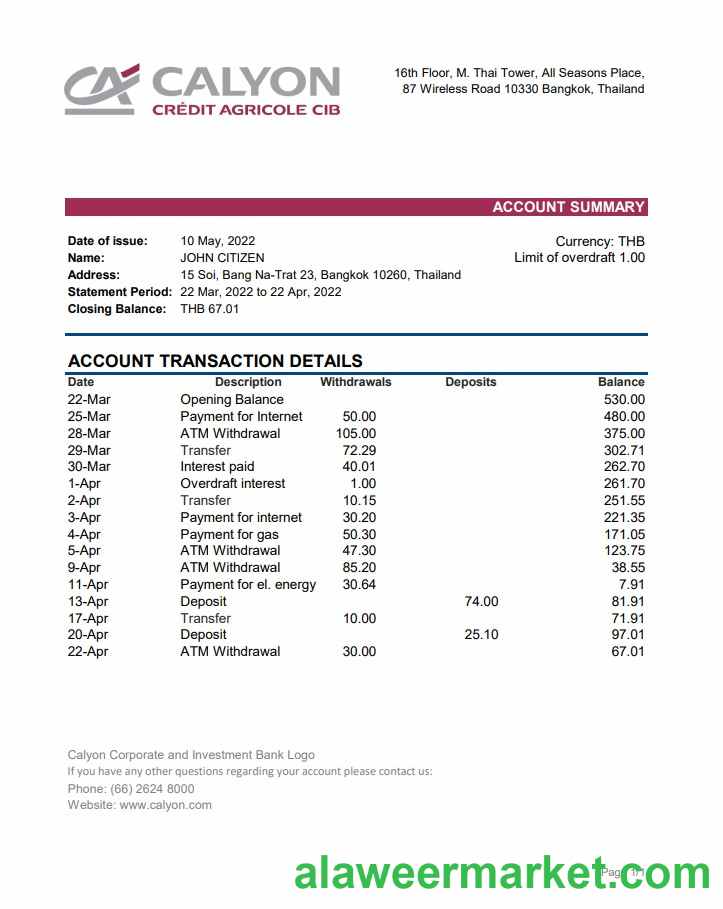 CALYON
CRÉDIT AGRICOLE CIB
16th Floor, M. Thai Tower, All Seasons Place,
87 Wireless Road 10330 Bangkok, Thailand
ACCOUNT SUMMARY
Date of issue: 10 May, 2022 Currency: THB
Name: JOHN CITIZEN Limit of overdraft 1.00
Address: 15 Soi, Bang Na-Trat 23, Bangkok 10260, Thailand
Statement Period: 22 Mar, 2022 to 22 Apr, 2022
Closing Balance: THB 67.01
ACCOUNT TRANSACTION DETAILS
Date Description Withdrawals Deposits Balance
22-Mar Opening Balance 530.00
25-Mar Payment for Internet 50.00 480.00
28-Mar ATM Withdrawal 105.00 375.00
29-Mar Transfer 72.29 302.71
30-Mar Interest paid 40.01 262.70
1-Apr Overdraft interest 1.00 261.70
2-Apr Transfer 10.15 251.55
3-Apr Payment for internet 30.20 221.35
4-Apr Payment for gas 50.30 171.05
5-Apr ATM Withdrawal 47.30 123.75
9-Apr ATM Withdrawal 85.20 38.55
11-Apr Payment for el. energy 30.64 7.91
13-Apr Deposit 74.00 81.91
17-Apr Transfer 10.00 71.91
20-Apr Deposit 25.10 97.01
22-Apr ATM Withdrawal 30.00 67.01
Calyon Corporate and Investment Bank Logo
If you have any other questions regarding your account please contact us:
Phone: (66) 2624 8000
Website: www.calyon.com
alaweermarket.com
Page 1/1